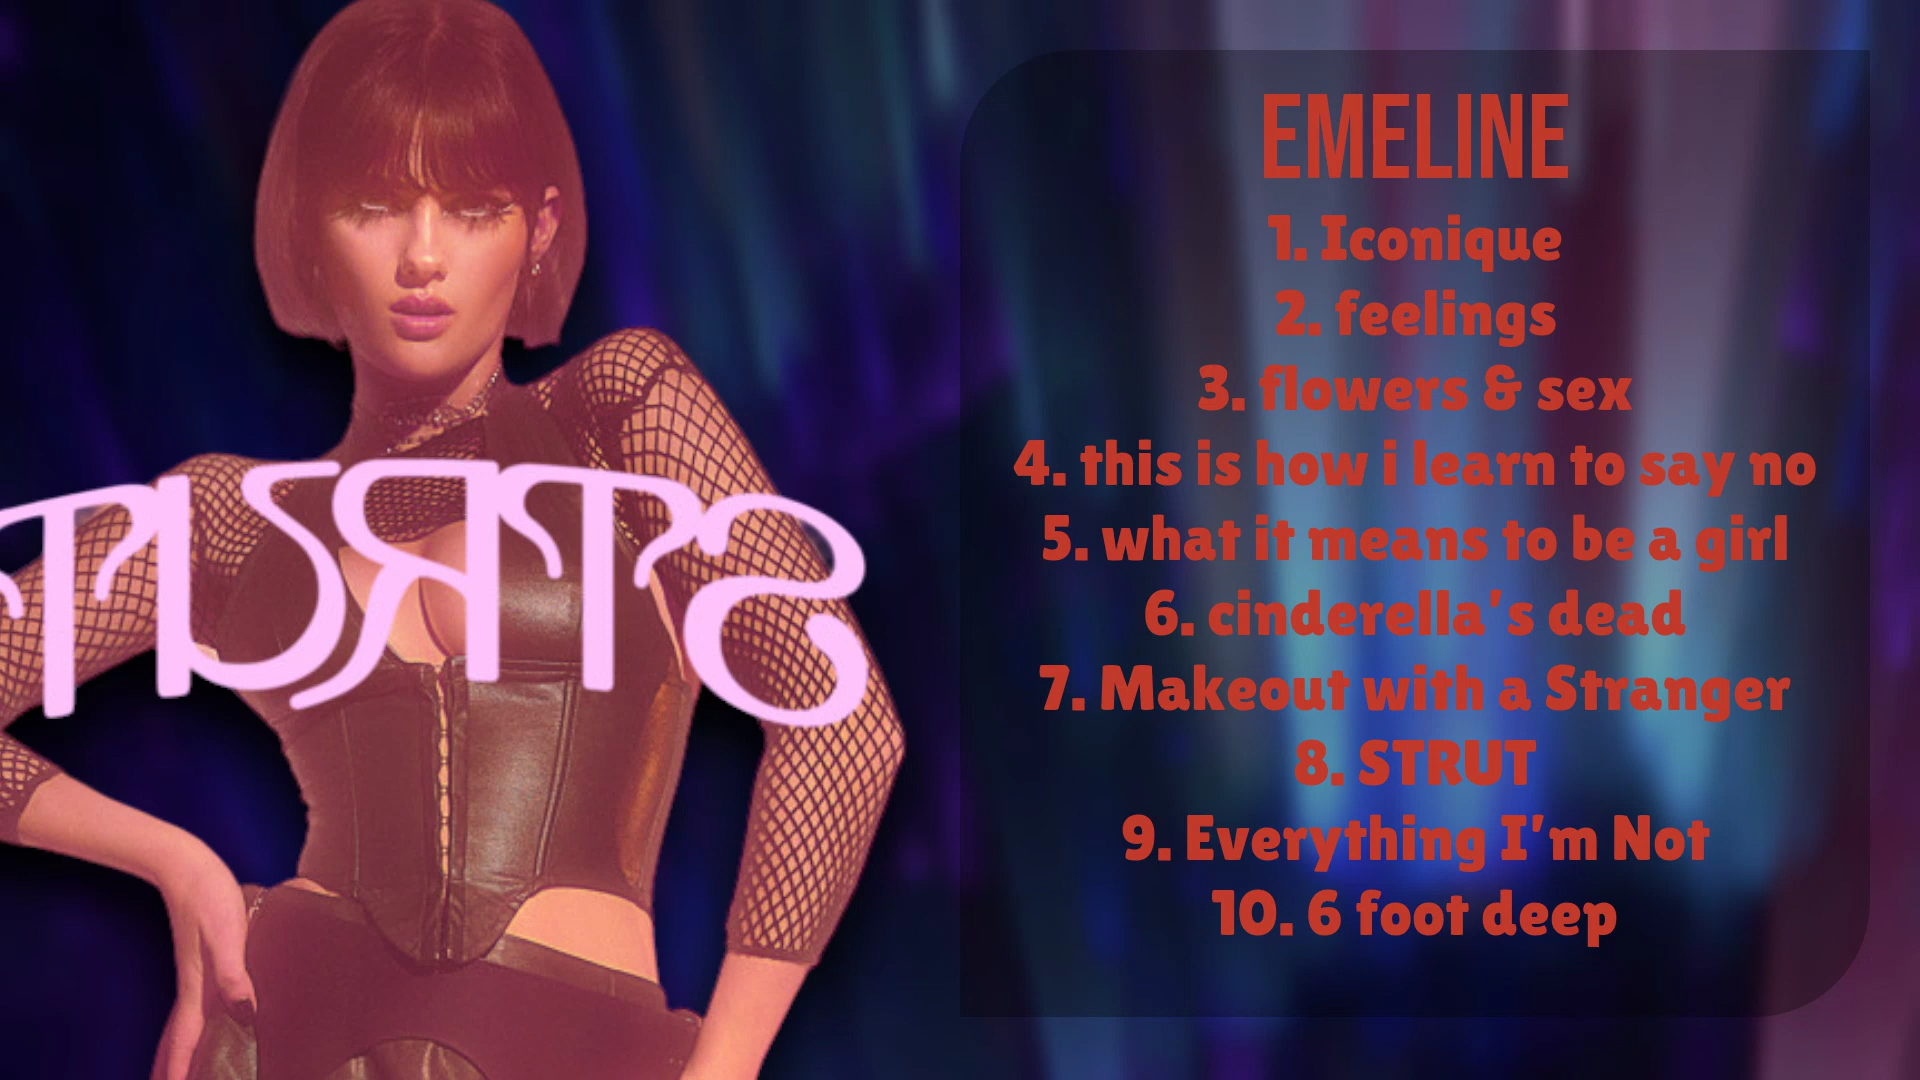 STRUT
EMELINE
1. Iconique
2. feelings
3. flowers & sex
4. this is how i learn to say no
5. what it means to be a girl
6. cinderella's dead
7. Makeout with a Stranger
8. STRUT
9. Everything I'm Not
10. 6 foot deep